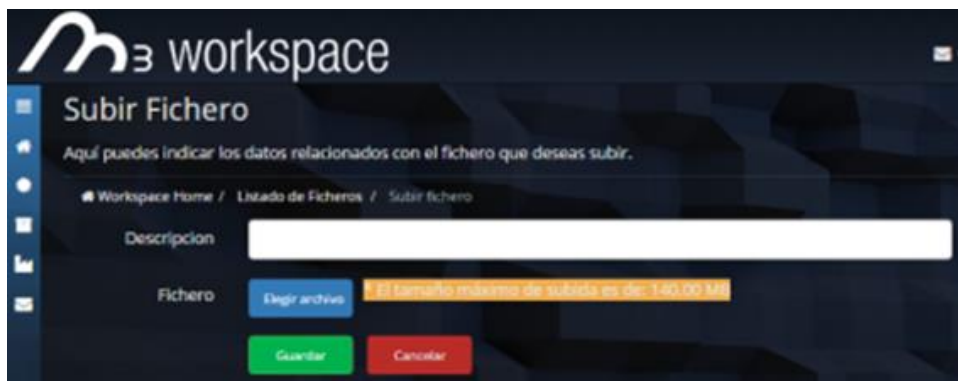 m3 workspace
Subir Fichero
Aquí puedes indicar los datos relacionados con el fichero que deseas subir.
Workspace Home / Listado de Ficheros / Subir fichero
Descripcion
Fichero Elegir archivo * El tamaño máximo de subida es de: 140.00 MB
Guardar Cancelar